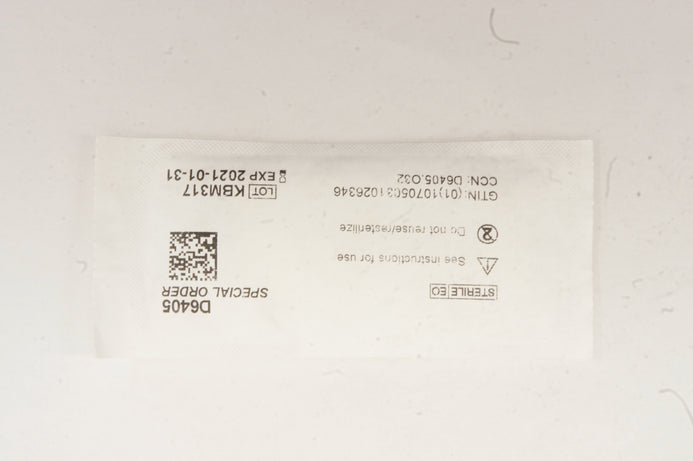 STERILE EO
See instructions for use
Do not reuse/resterilize
GTIN: (01)10705031026346
CCN: D6405.O32
D6405
SPECIAL ORDER
LOT KBM317
EXP 2021-01-31